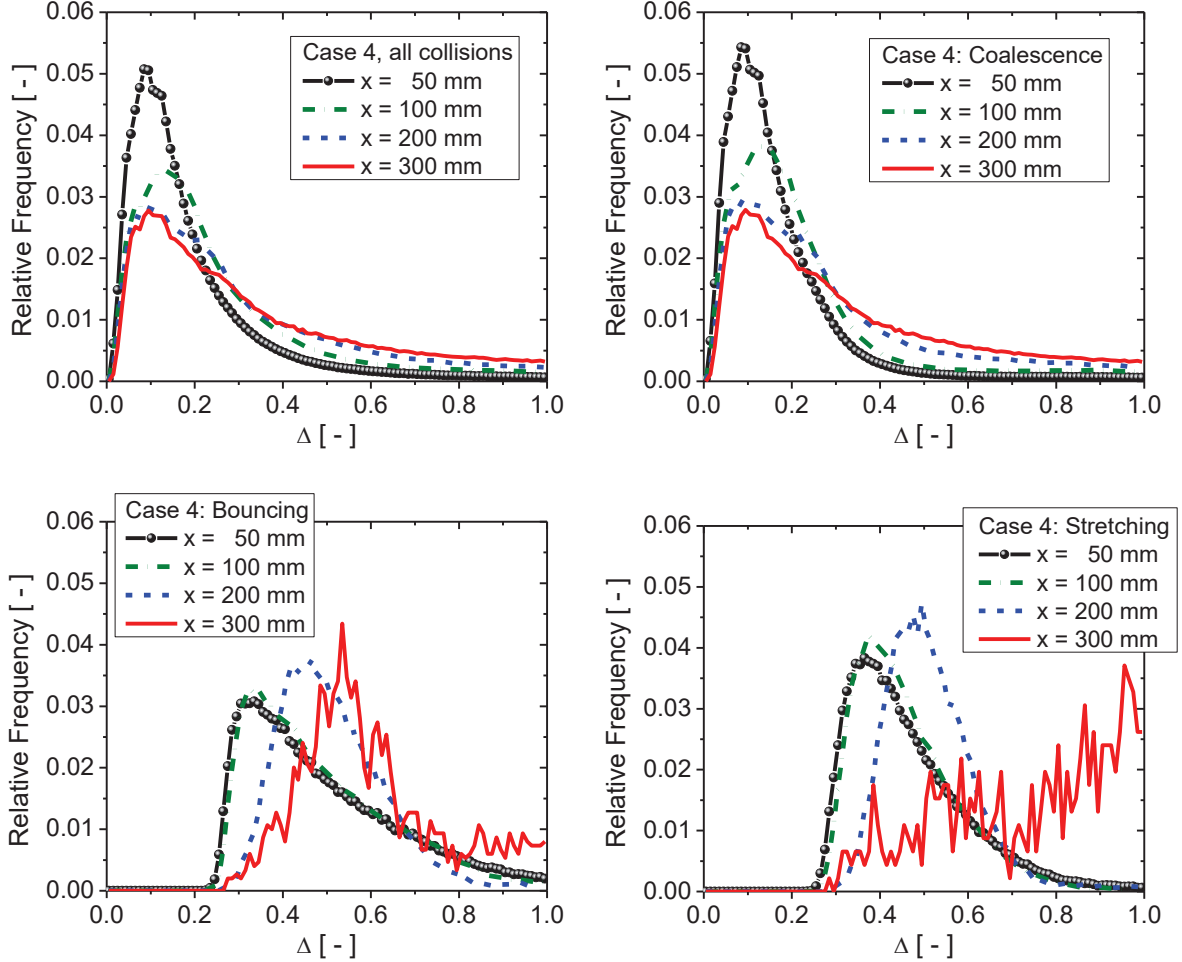 Case 4, all collisions
x = 50 mm
x = 100 mm
x = 200 mm
x = 300 mm
Relative Frequency [ - ]
0.06
0.05
0.04
0.03
0.02
0.01
0.00
0.0 0.2 0.4 0.6 0.8 1.0
Δ [ - ]
Case 4: Coalescence
x = 50 mm
x = 100 mm
x = 200 mm
x = 300 mm
Relative Frequency [ - ]
0.06
0.05
0.04
0.03
0.02
0.01
0.00
0.0 0.2 0.4 0.6 0.8 1.0
Δ [ - ]
Case 4: Bouncing
x = 50 mm
x = 100 mm
x = 200 mm
x = 300 mm
Relative Frequency [ - ]
0.06
0.05
0.04
0.03
0.02
0.01
0.00
0.0 0.2 0.4 0.6 0.8 1.0
Δ [ - ]
Case 4: Stretching
x = 50 mm
x = 100 mm
x = 200 mm
x = 300 mm
Relative Frequency [ - ]
0.06
0.05
0.04
0.03
0.02
0.01
0.00
0.0 0.2 0.4 0.6 0.8 1.0
Δ [ - ]